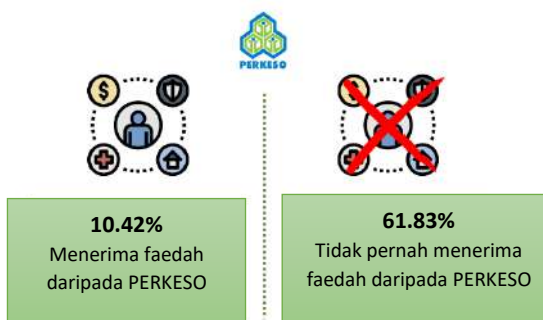 PERKESO
$
$
10.42%
Menerima faedah
daripada PERKESO
61.83%
Tidak pernah menerima
faedah daripada PERKESO